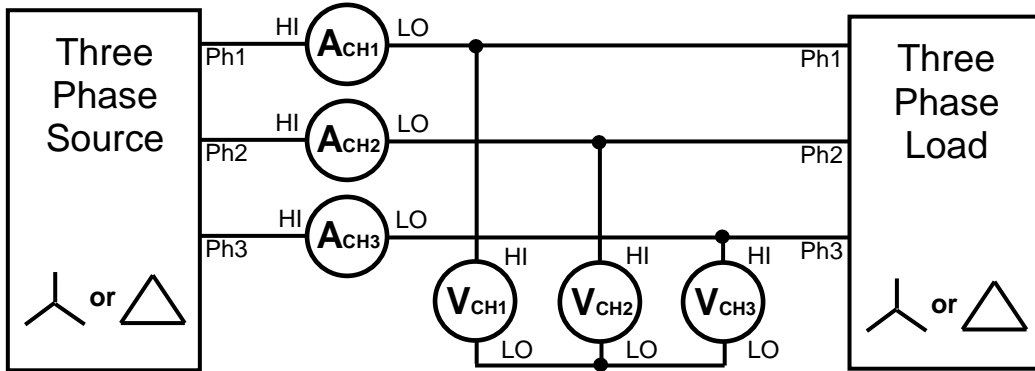 Three
Phase
Source
HI
ACH1
LO
Ph1
Ph1
HI
ACH2
LO
Ph2
Ph2
HI
ACH3
LO
Ph3
Ph3
Three
Phase
Load
HI
HI
HI
VCH1
VCH2
VCH3
LO
LO
LO
or
or